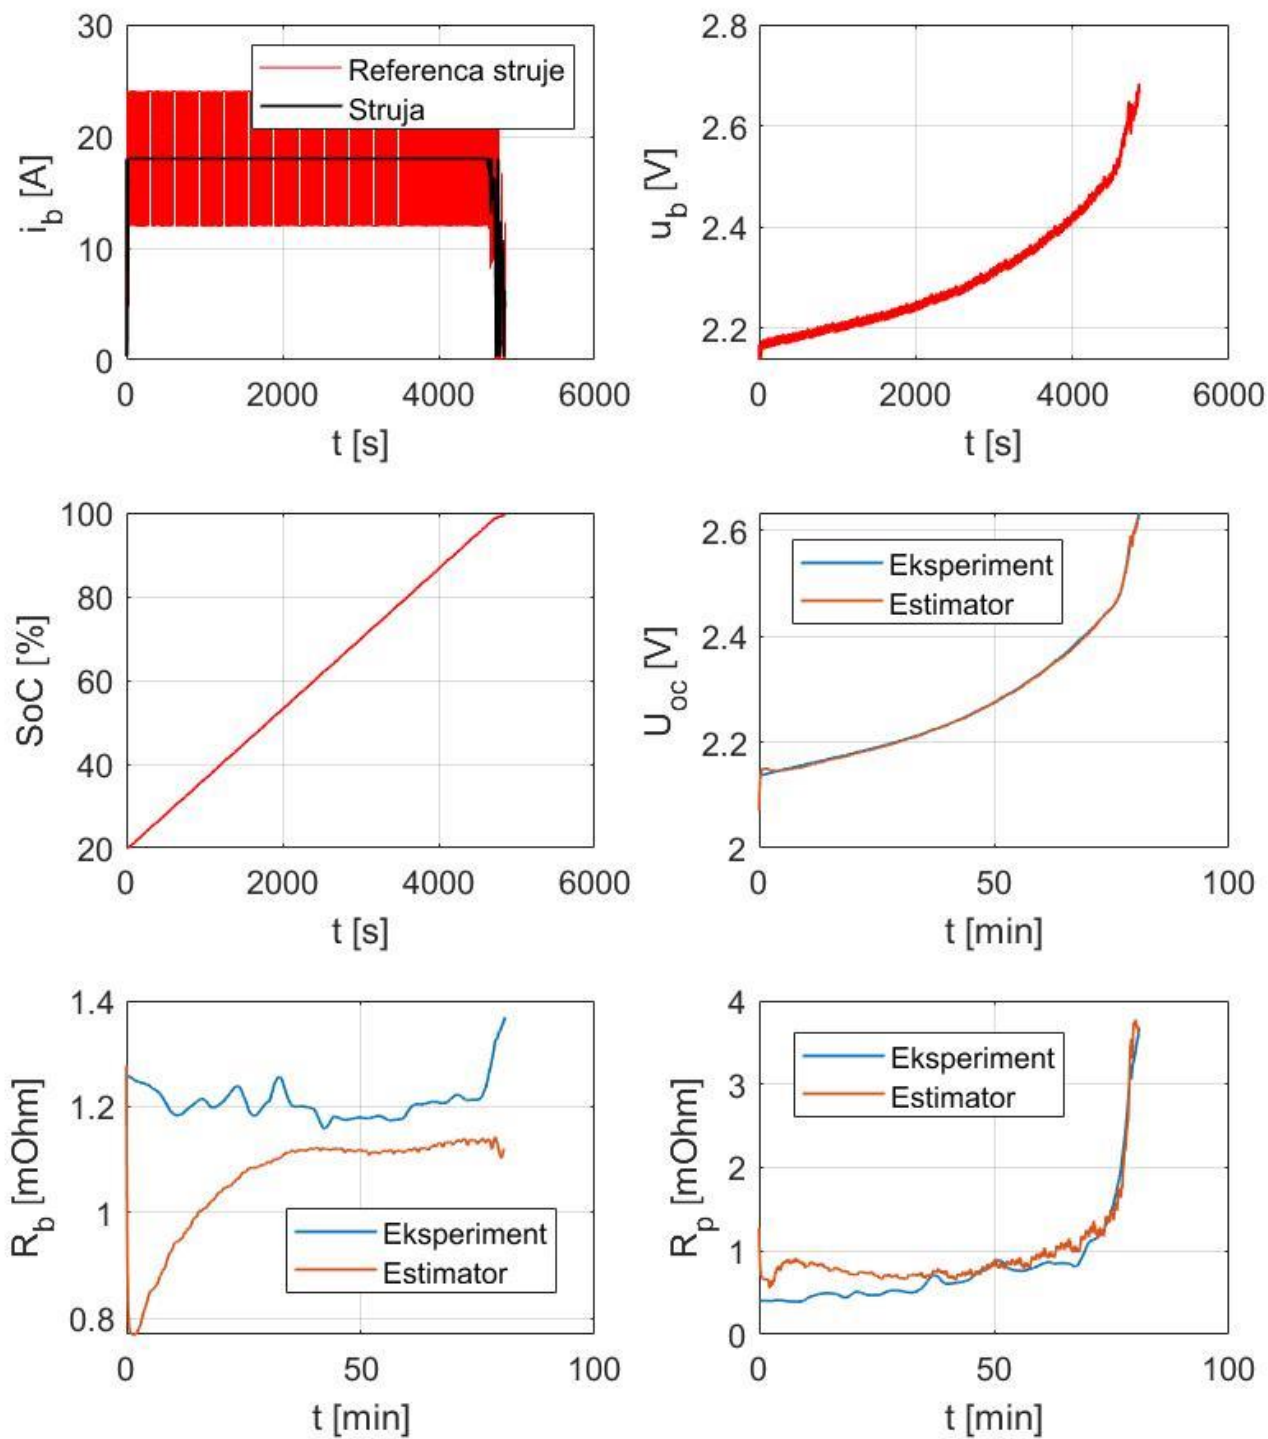 30
20
10
0
i_b [A]
Referenca struje
Struja
0 2000 4000 6000
t [s]
2.8
2.6
2.4
2.2
u_b [V]
0 2000 4000 6000
t [s]
100
80
60
40
20
SoC [%]
0 2000 4000 6000
t [s]
2.6
2.4
2.2
2
U_oc [V]
Eksperiment
Estimator
0 50 100
t [min]
1.4
1.2
1
0.8
R_b [mOhm]
Eksperiment
Estimator
0 50 100
t [min]
4
3
2
1
0
R_p [mOhm]
Eksperiment
Estimator
0 50 100
t [min]